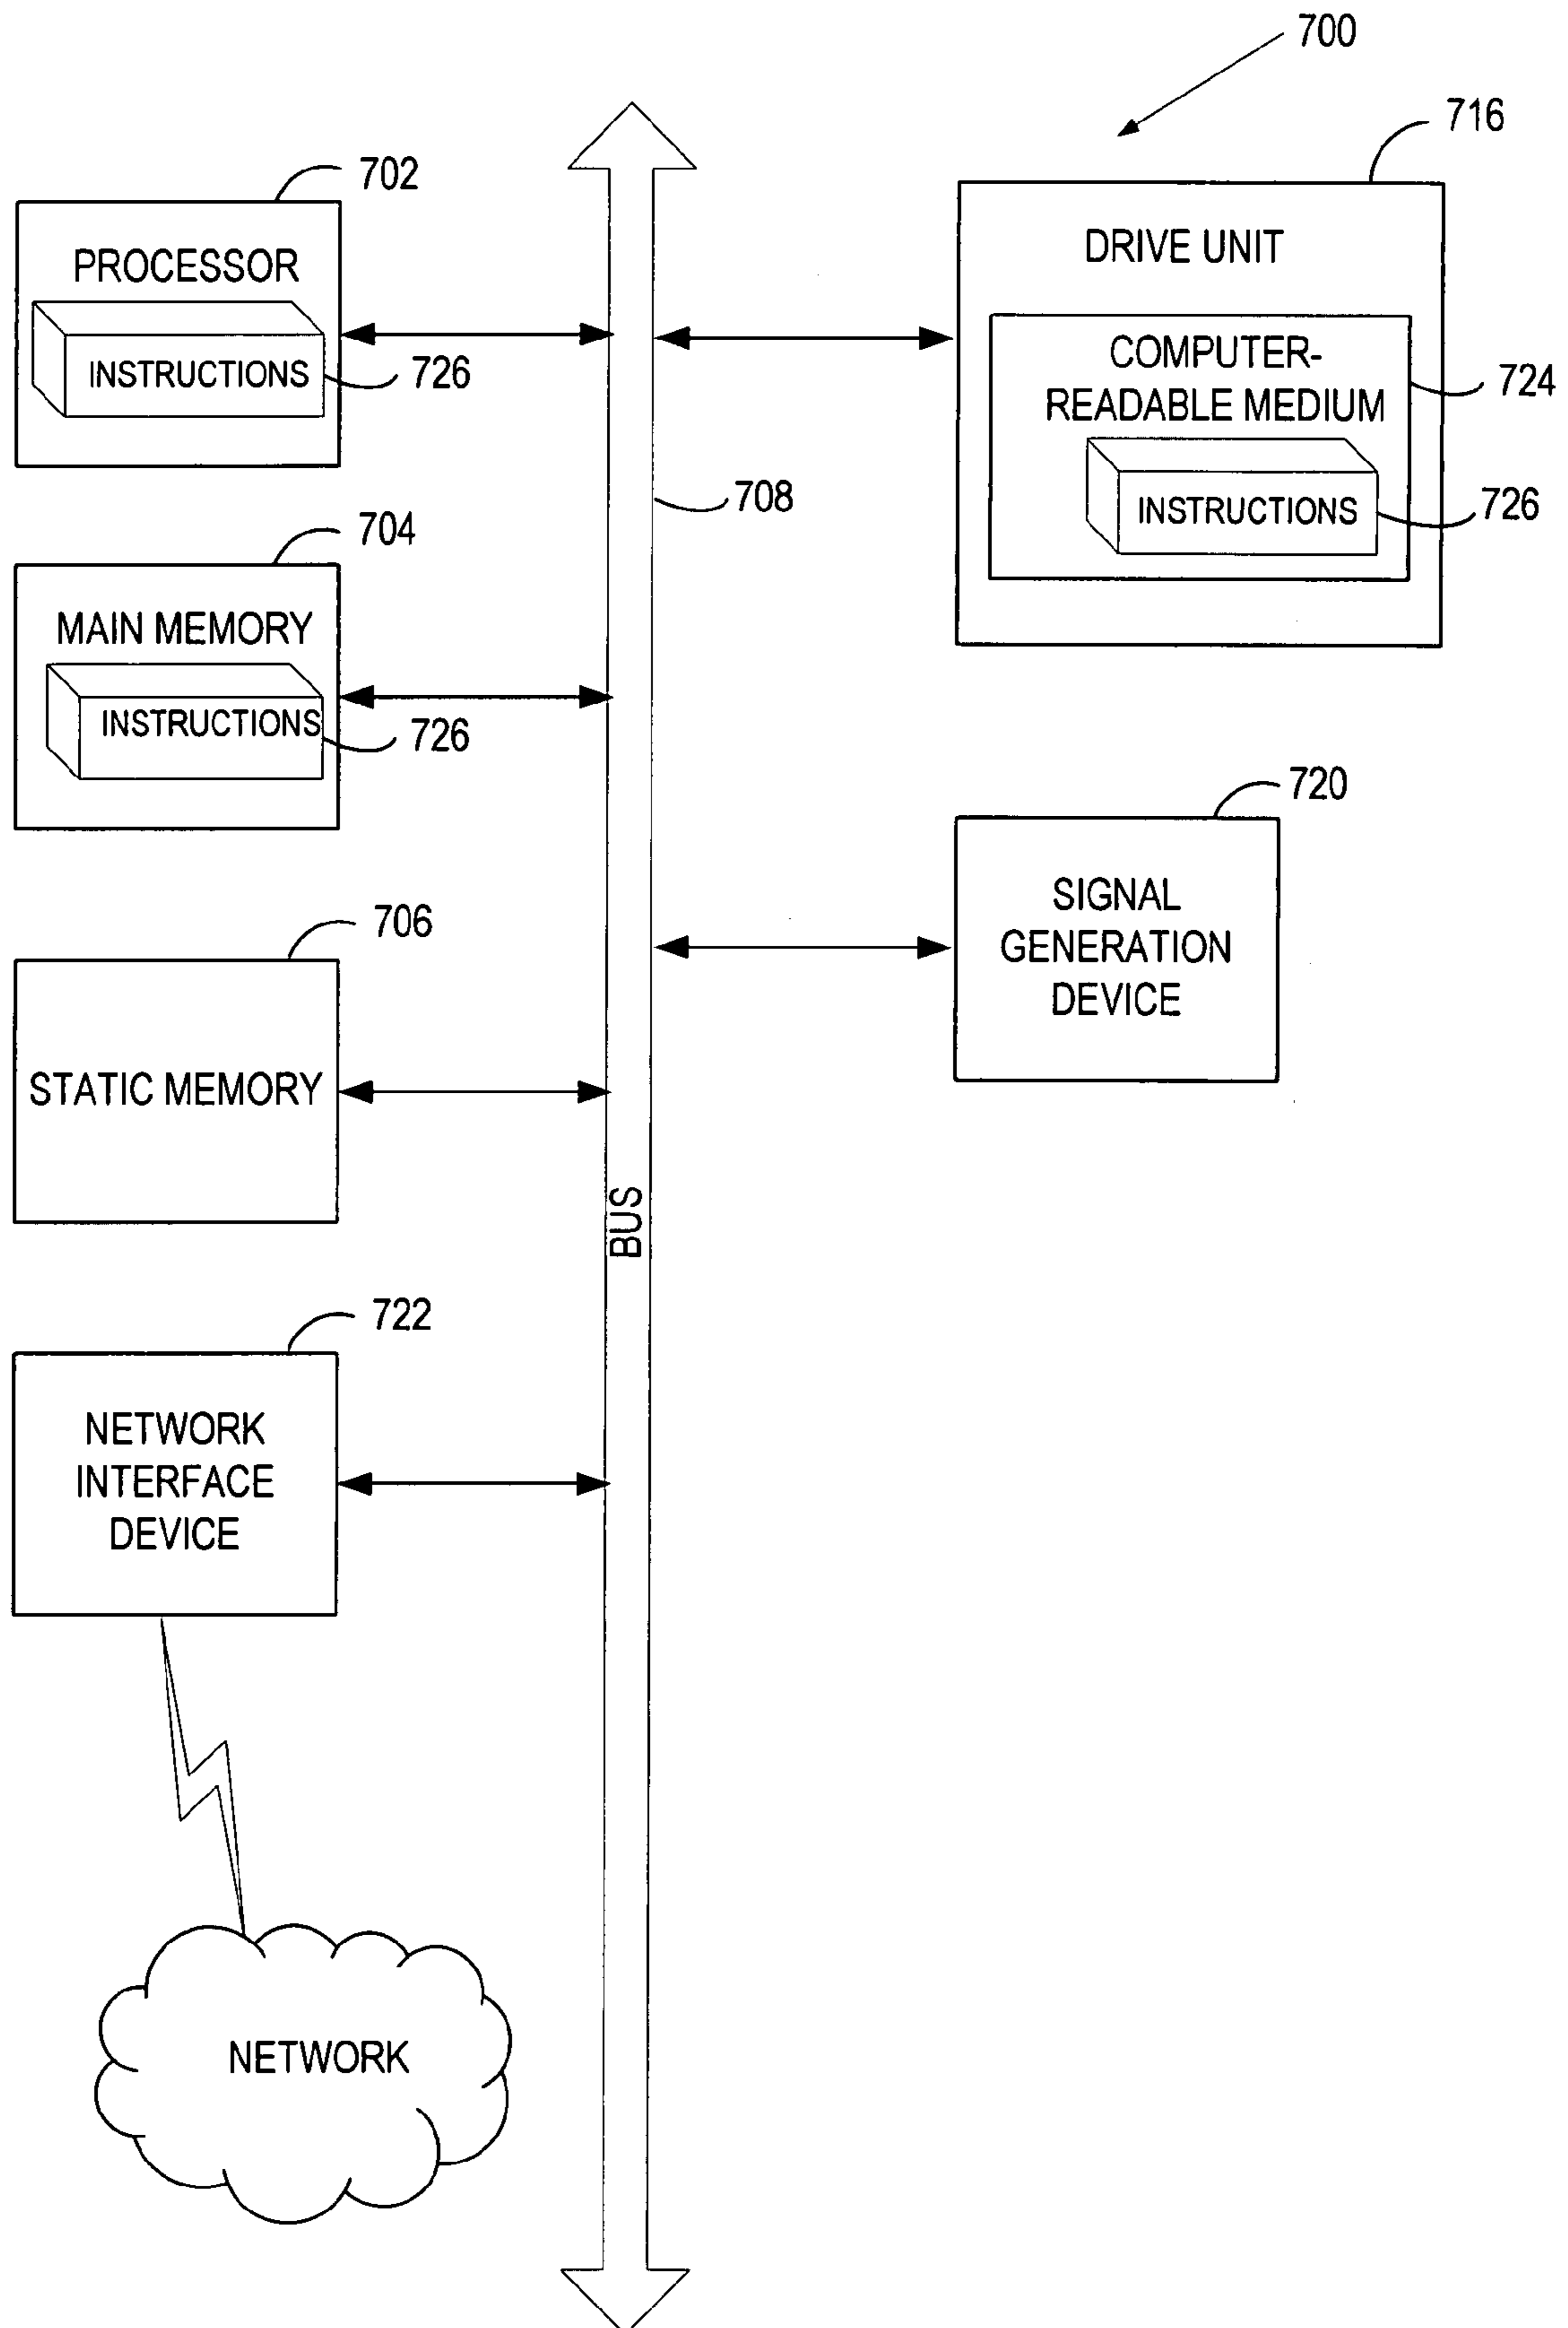 700
716
702
PROCESSOR
INSTRUCTIONS
726
DRIVE UNIT
COMPUTER-
READABLE MEDIUM
724
INSTRUCTIONS
726
708
704
MAIN MEMORY
INSTRUCTIONS
726
720
SIGNAL
GENERATION
DEVICE
706
STATIC MEMORY
BUS
722
NETWORK
INTERFACE
DEVICE
NETWORK